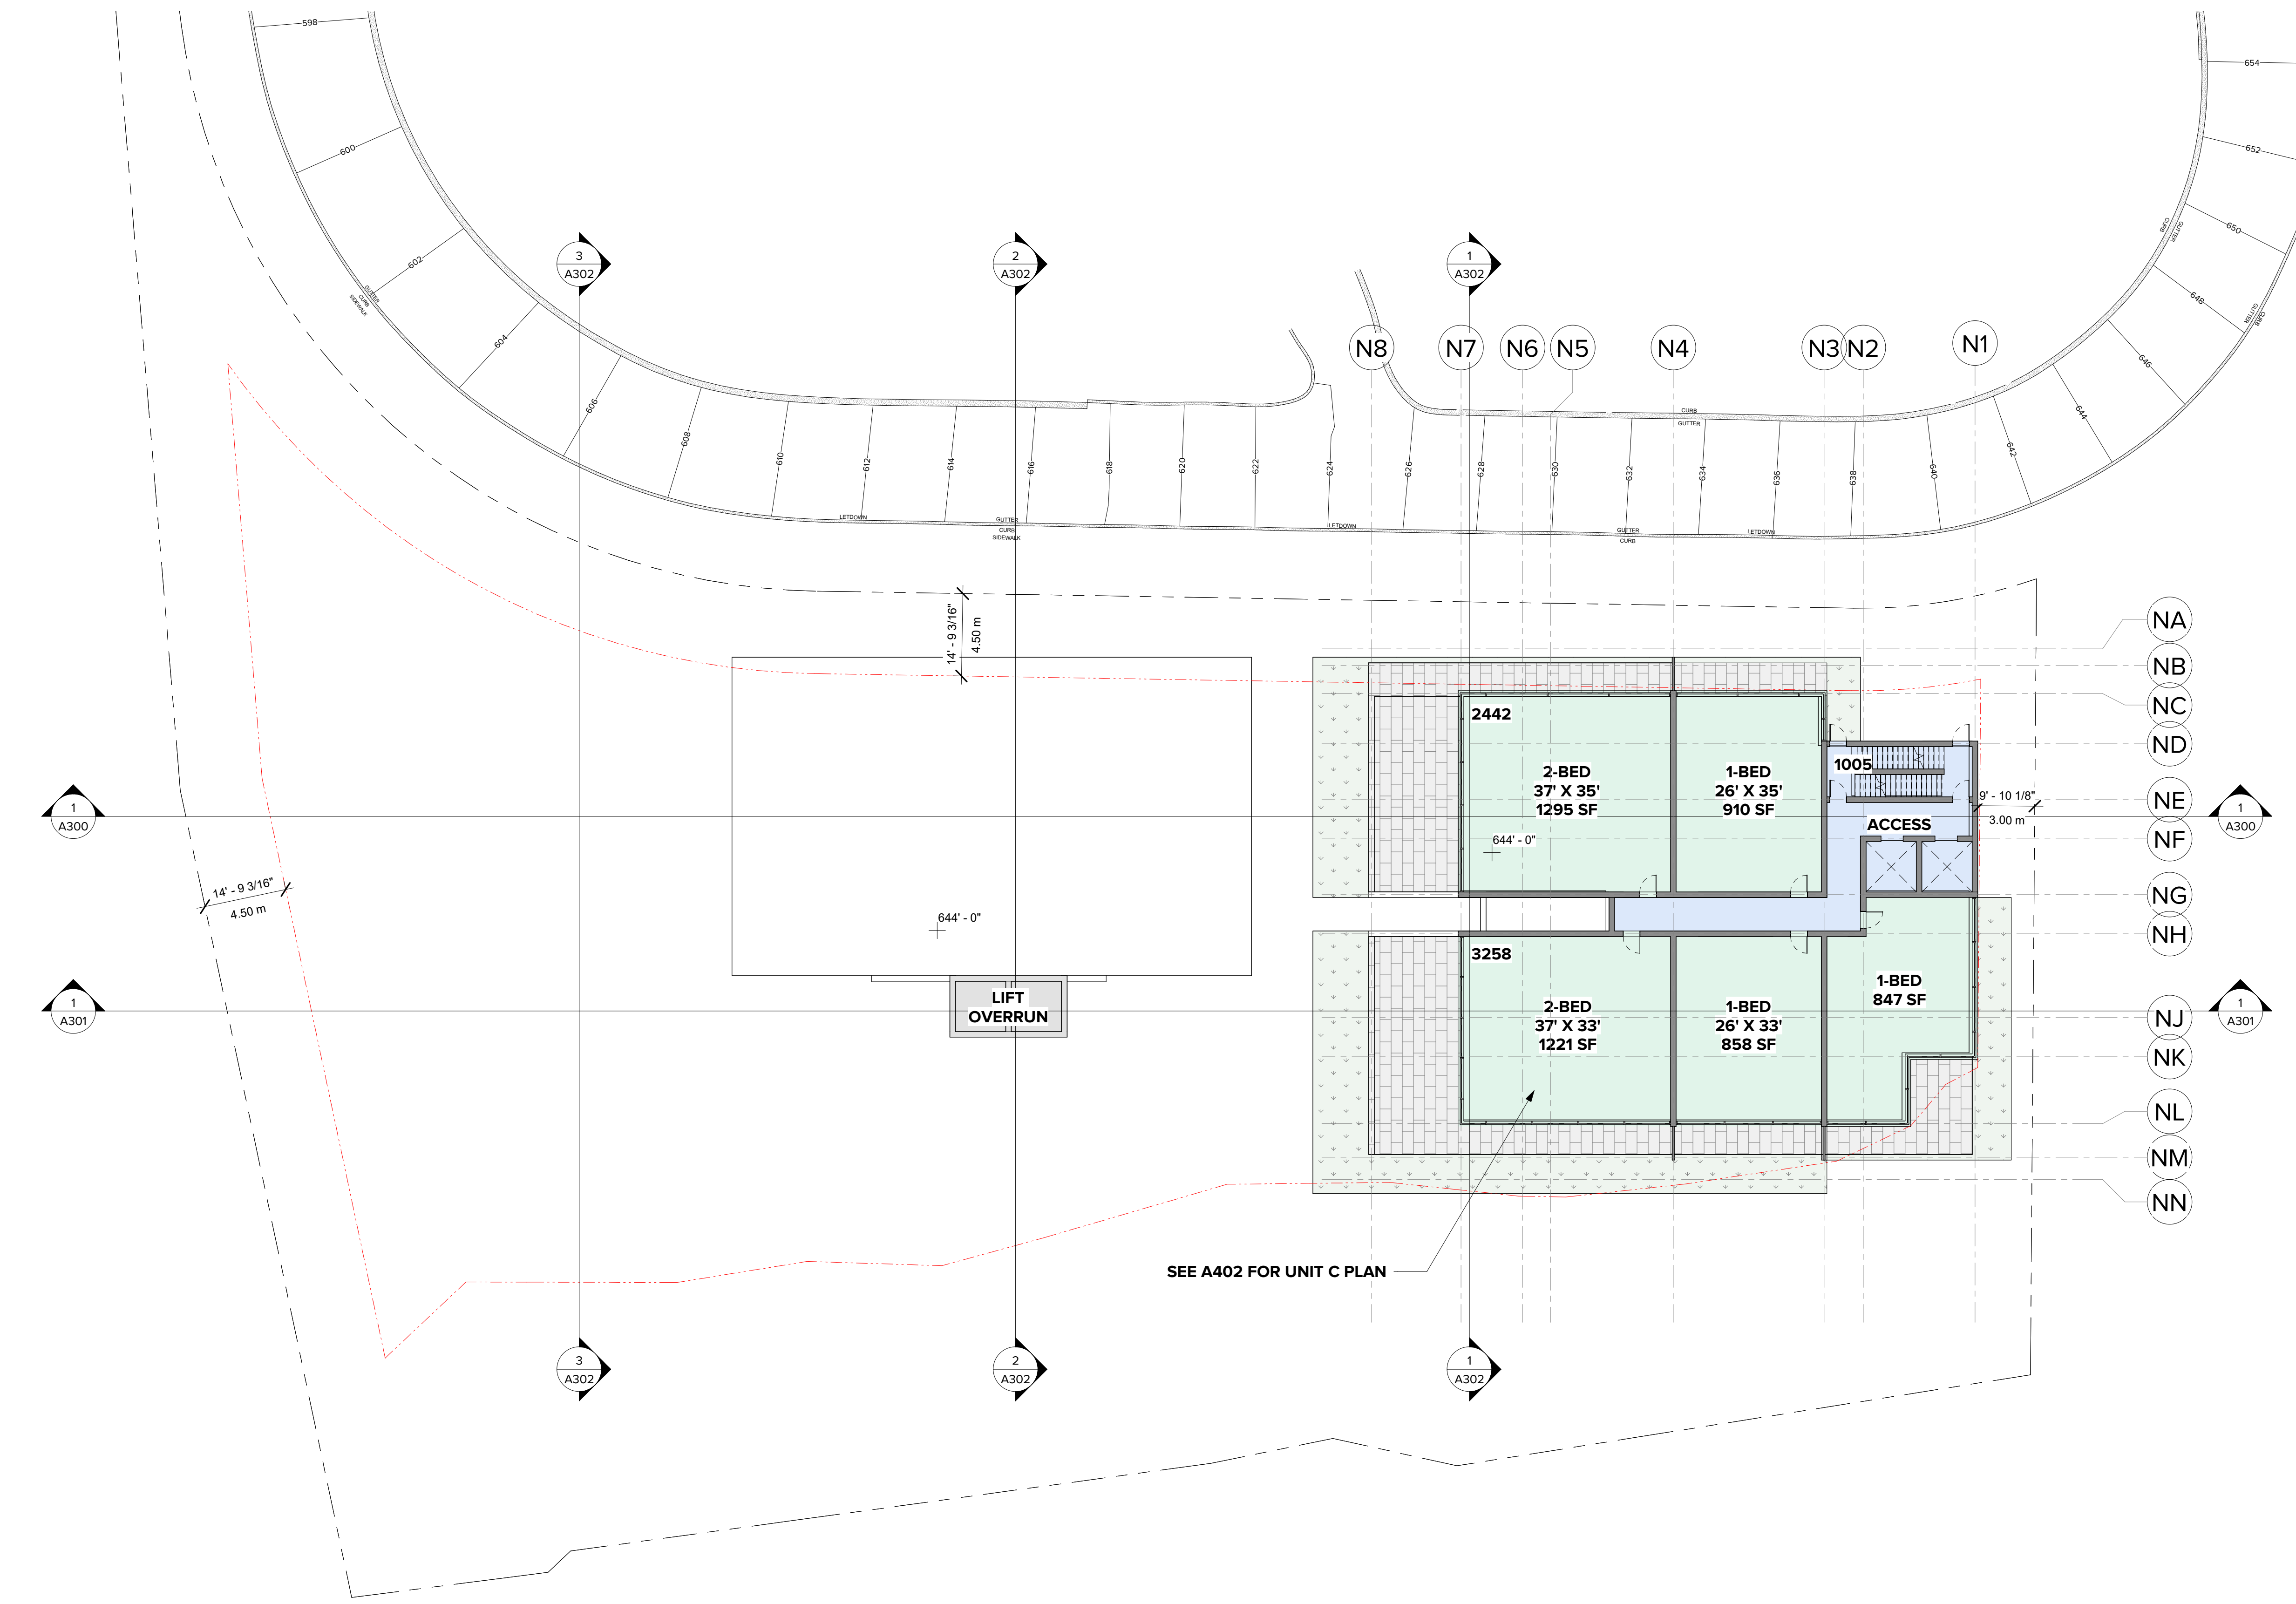 598
600
602
604
606
608
610
612
614
616
618
620
622
624
626
628
630
632
634
636
638
640
642
644
646
648
650
652
654
GUTTER
CURB
SIDEWALK
LETDOWN
GUTTER
CURB
SIDEWALK
LETDOWN
CURB
GUTTER
GUTTER
CURB
LETDOWN
CURB
GUTTER
GUTTER
CURB
3
A302
2
A302
1
A302
N8
N7
N6
N5
N4
N3
N2
N1
NA
NB
NC
ND
NE
NF
NG
NH
NJ
NK
NL
NM
NN
14' - 9 3/16"
4.50 m
2442
2-BED
37' X 35'
1295 SF
644' - 0"
1-BED
26' X 35'
910 SF
1005
ACCESS
9' - 10 1/8"
3.00 m
1
A300
1
A300
14' - 9 3/16"
4.50 m
644' - 0"
LIFT
OVERRUN
3258
2-BED
37' X 33'
1221 SF
1-BED
26' X 33'
858 SF
1-BED
847 SF
1
A301
1
A301
SEE A402 FOR UNIT C PLAN
3
A302
2
A302
1
A302